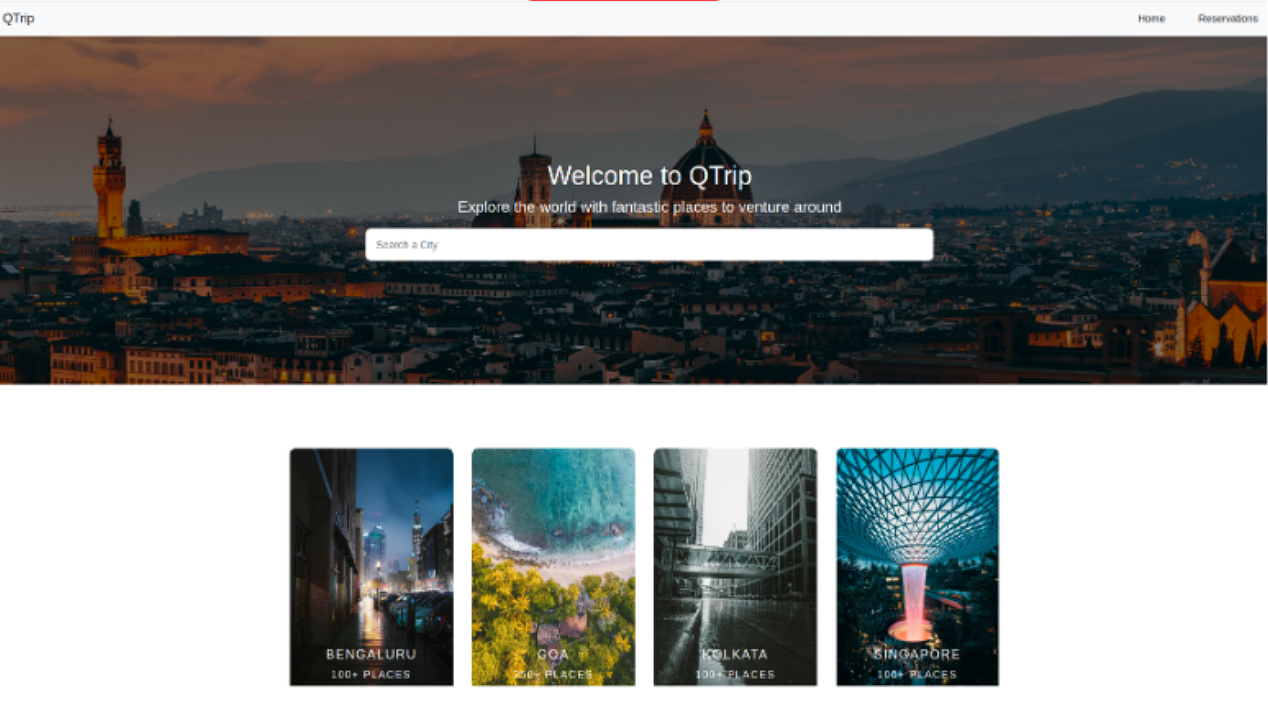 QTrip
Home
Reservations
Welcome to QTrip
Explore the world with fantastic places to venture around
Search a City
BENGALURU
100+ PLACES
GOA
250+ PLACES
KOLKATA
100+ PLACES
SINGAPORE
100+ PLACES